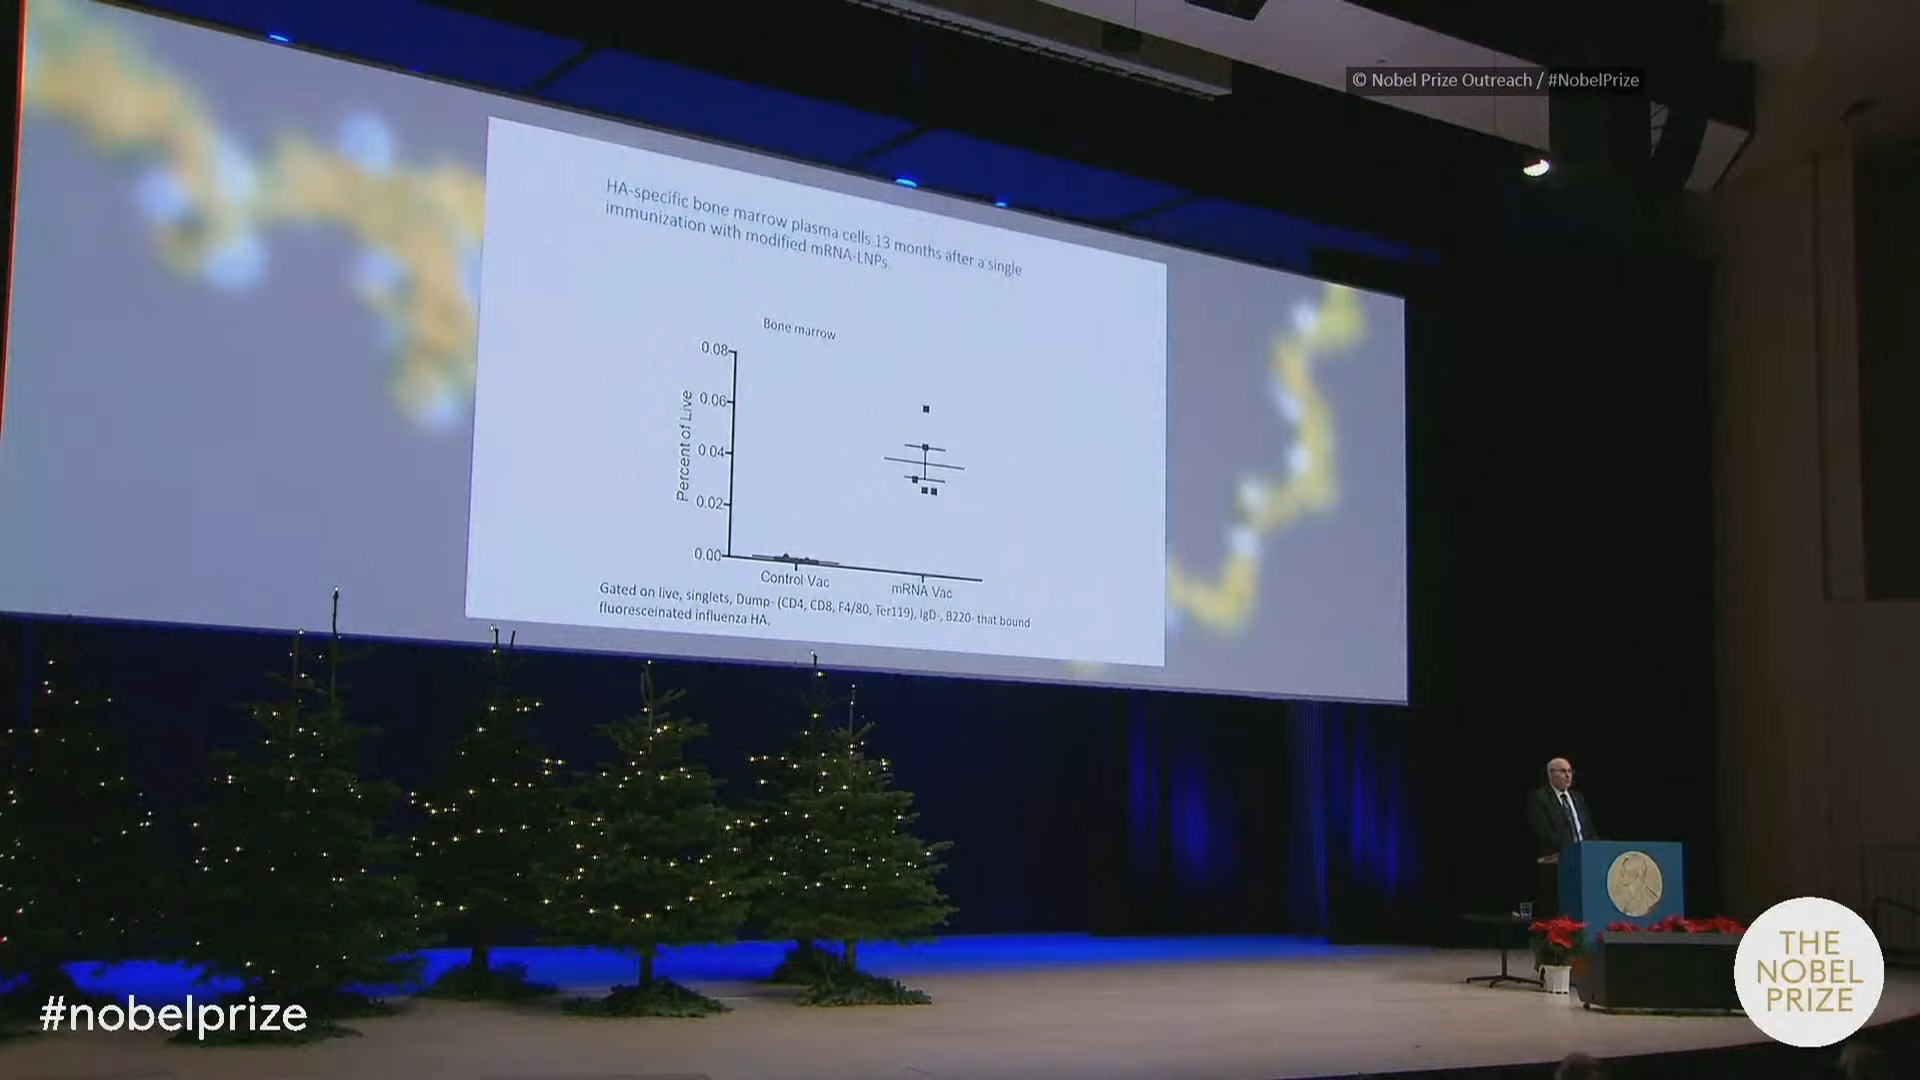 © Nobel Prize Outreach / #NobelPrize
HA-specific bone marrow plasma cells 13 months after a single
immunization with modified mRNA-LNPs.
Bone marrow
0.08
0.06
0.04
0.02
0.00
Percent of Live
Control Vac
mRNA Vac
Gated on live, singlets, Dump- (CD4, CD8, F4/80, Ter119), IgD-, B220- that bound
fluoresceinated influenza HA.
#nobelprize
THE
NOBEL
PRIZE